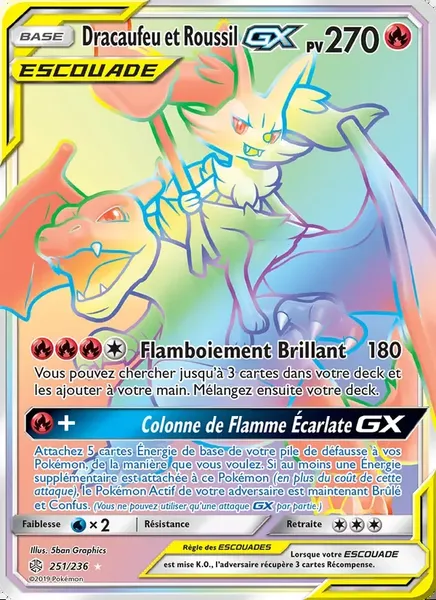 BASE
Dracaufeu et Roussil GX PV270
ESCOUADE
Flamboiement Brillant 180
Vous pouvez chercher jusqu'à 3 cartes dans votre deck et
les ajouter à votre main. Mélangez ensuite votre deck.
+ Colonne de Flamme Écarlate GX
Attachez 5 cartes Énergie de base de votre pile de défausse à vos
Pokémon, de la manière que vous voulez. Si au moins une Énergie
supplémentaire est attachée à ce Pokémon (en plus du coût de cette
attaque), le Pokémon Actif de votre adversaire est maintenant Brûlé
et Confus. (Vous ne pouvez utiliser qu'une attaque GX par partie.)
Faiblesse ×2 Résistance Retraite
Illus. 5ban Graphics
251/236
©2019 Pokémon
Règle des ESCOUADES
Lorsque votre ESCOUADE
est mise K.O., l'adversaire récupère 3 cartes Récompense.